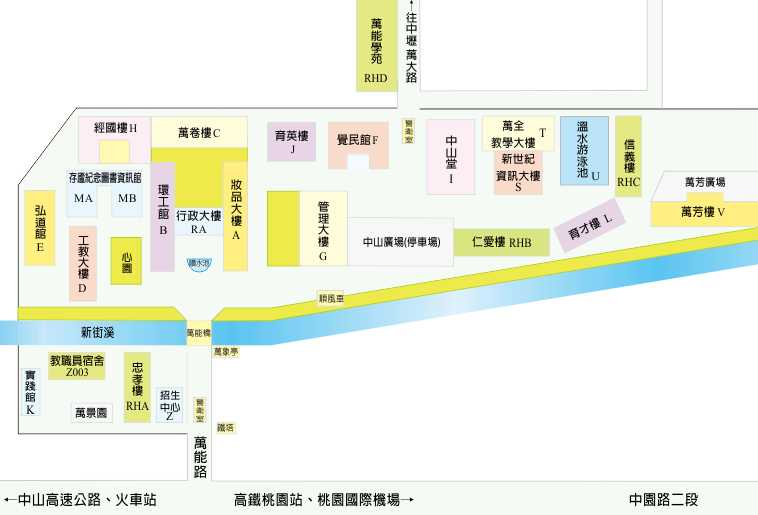 ←往中壢 萬大路
萬能學苑
RHD
經國樓H
萬卷樓C
育英樓
J
覺民館F
警衛室
中山堂
I
萬全
教學大樓
T
新世紀
資訊大樓
S
溫水游泳池
U
信義樓
RHC
萬芳廣場
萬芳樓 V
存廬紀念圖書資訊館
MA
MB
環工館
B
行政大樓
RA
妝品大樓
A
順水池
弘道館
E
工教大樓
D
心園
管理大樓
G
中山廣場(停車場)
仁愛樓 RHB
育才樓 L
順風車
新街溪
萬能橋
萬象亭
教職員宿舍
Z003
實踐館
K
忠孝樓
RHA
招生
中心
Z
萬景園
警衛室
鐵塔
萬能路
←中山高速公路、火車站
高鐵桃園站、桃園國際機場→
中園路二段